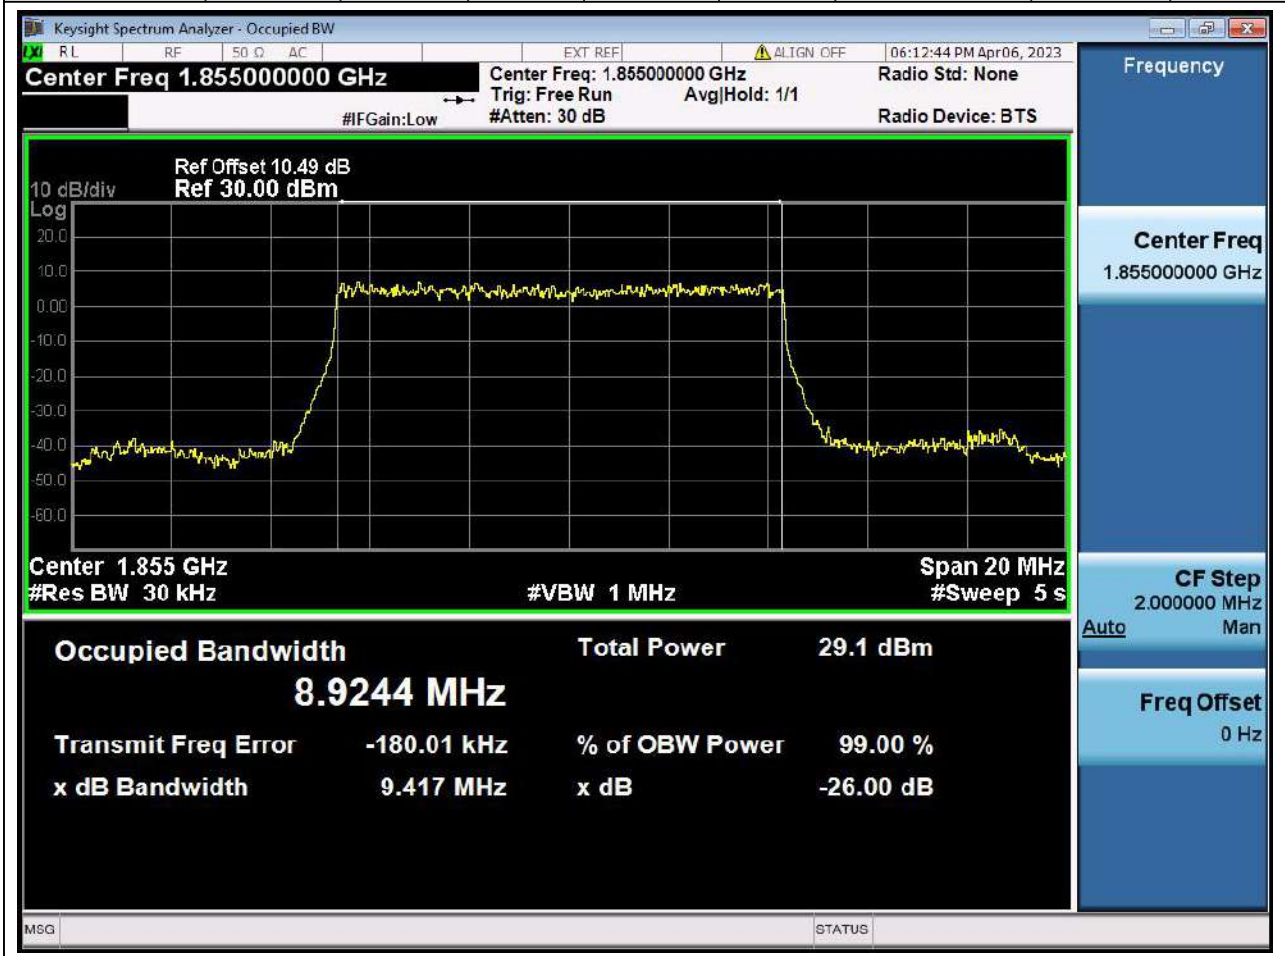 Keysight Spectrum Analyzer - Occupied BW
LXI RL RF 50 Ω AC EXT REF ALIGN OFF 06:12:44 PM Apr 06, 2023
Center Freq 1.855000000 GHz
Center Freq: 1.855000000 GHz
Radio Std: None
Trig: Free Run Avg|Hold: 1/1
#IFGain:Low #Atten: 30 dB Radio Device: BTS
Frequency
Ref Offset 10.49 dB
10 dB/div Ref 30.00 dBm
Log
20.0
10.0
0.00
-10.0
-20.0
-30.0
-40.0
-50.0
-60.0
Center 1.855 GHz Span 20 MHz
#Res BW 30 kHz #VBW 1 MHz #Sweep 5 s
Occupied Bandwidth Total Power 29.1 dBm
8.9244 MHz
Transmit Freq Error -180.01 kHz % of OBW Power 99.00 %
x dB Bandwidth 9.417 MHz x dB -26.00 dB
Center Freq
1.855000000 GHz
CF Step
2.000000 MHz
Auto Man
Freq Offset
0 Hz
MSG STATUS